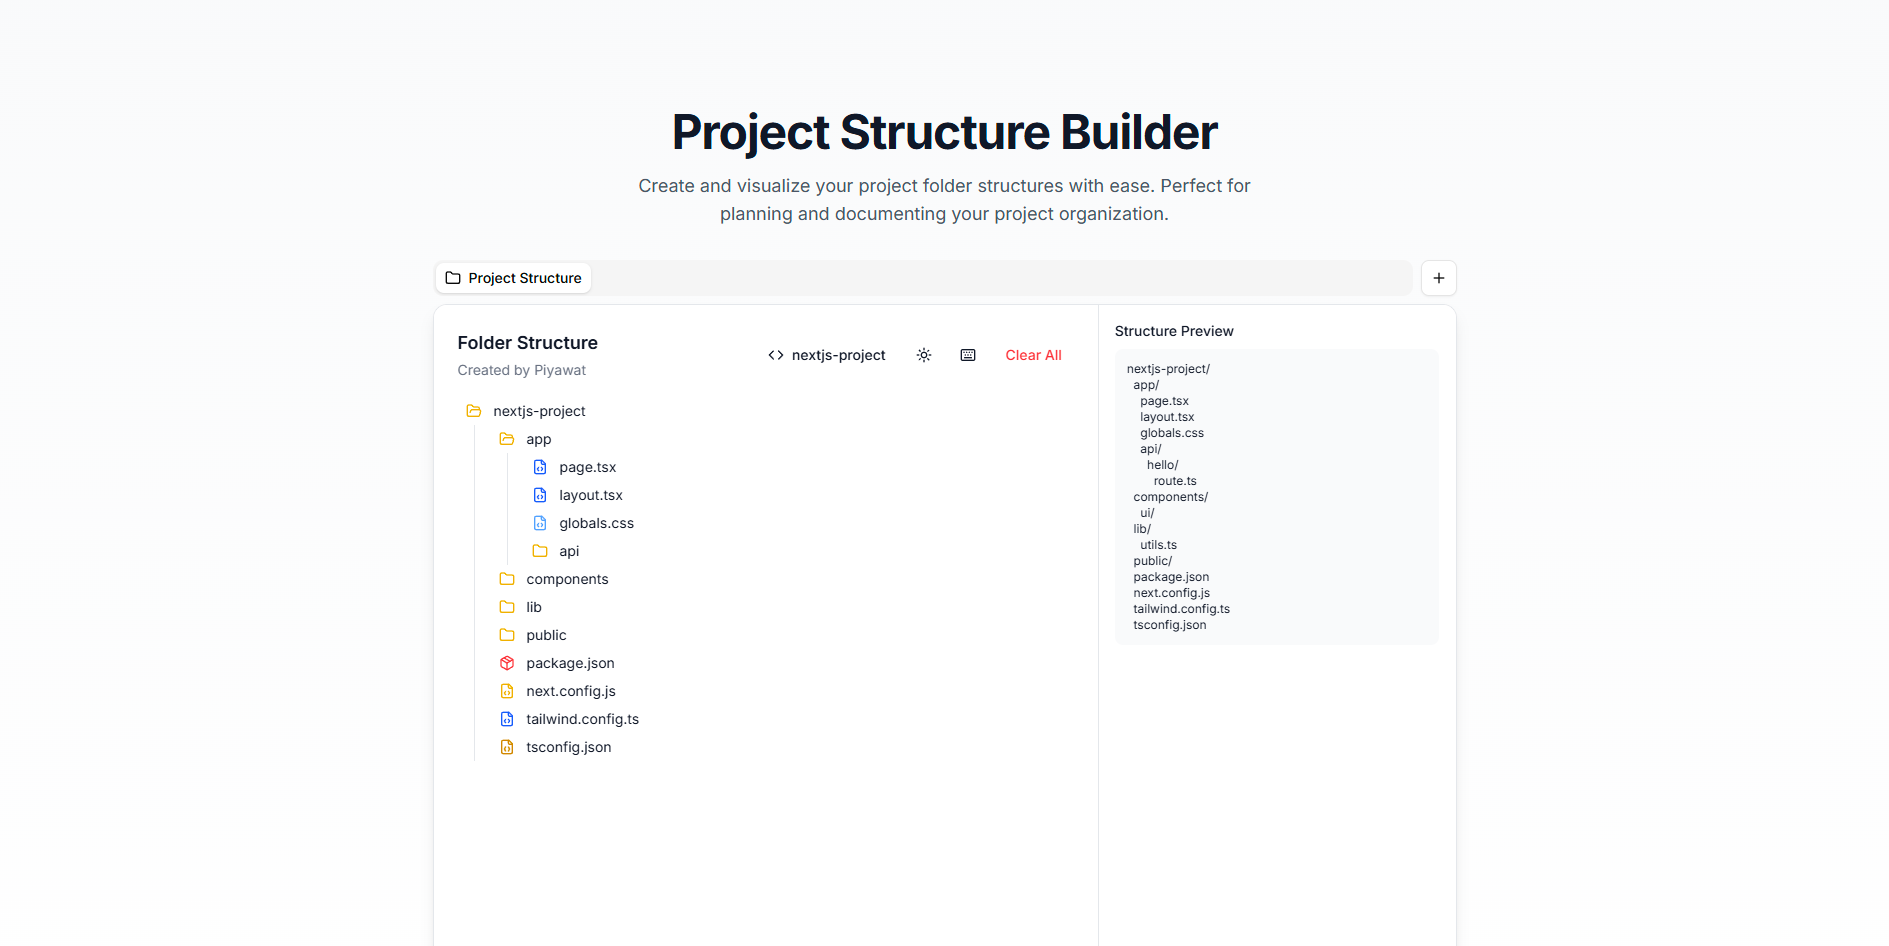 Project Structure Builder
Create and visualize your project folder structures with ease. Perfect for
planning and documenting your project organization.
Project Structure
Folder Structure
Created by Piyawat
nextjs-project
Clear All
nextjs-project
app
page.tsx
layout.tsx
globals.css
api
components
lib
public
package.json
next.config.js
tailwind.config.ts
tsconfig.json
Structure Preview
nextjs-project/
app/
page.tsx
layout.tsx
globals.css
api/
hello/
route.ts
components/
ui/
lib/
utils.ts
public/
package.json
next.config.js
tailwind.config.ts
tsconfig.json